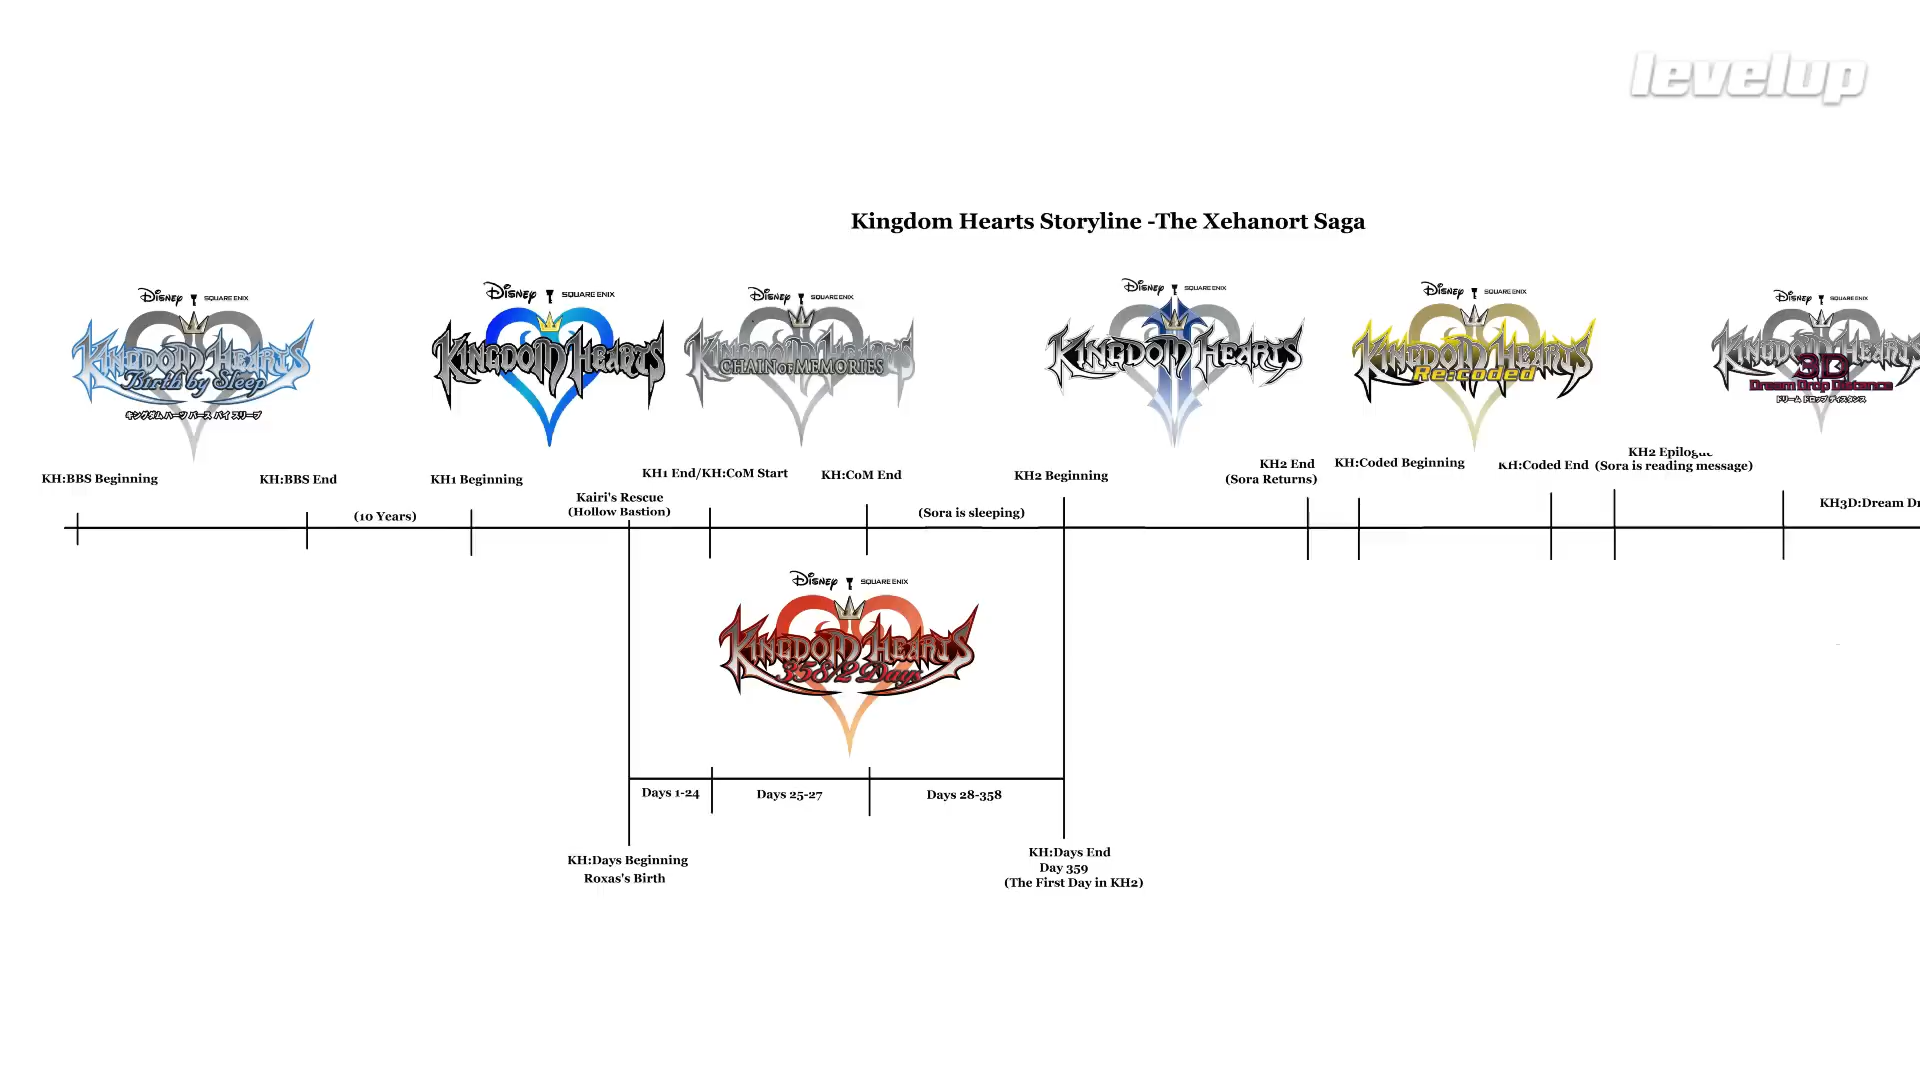 levelup
Kingdom Hearts Storyline -The Xehanort Saga
Disney SQUARE ENIX
KINGDOM HEARTS
Birth by Sleep
キングダム ハーツ バース バイ スリープ
Disney SQUARE ENIX
KINGDOM HEARTS
Disney SQUARE ENIX
KINGDOM HEARTS
CHAIN OF MEMORIES
Disney SQUARE ENIX
KINGDOM HEARTS
Disney SQUARE ENIX
KINGDOM HEARTS
Re:coded
Disney SQUARE ENIX
KINGDOM HEARTS
3D
Dream Drop Distance
ドリーム ドロップ ディスタンス
KH:BBS Beginning
KH:BBS End
(10 Years)
KH1 Beginning
Kairi's Rescue
(Hollow Bastion)
KH1 End/KH:CoM Start
KH:CoM End
(Sora is sleeping)
KH2 Beginning
KH2 End
(Sora Returns)
KH:Coded Beginning
KH:Coded End
KH2 Epilogue
(Sora is reading message)
KH3D:Dream Dr
Disney SQUARE ENIX
KINGDOM HEARTS
358/2 Days
Days 1-24
Days 25-27
Days 28-358
KH:Days Beginning
Roxas's Birth
KH:Days End
Day 359
(The First Day in KH2)